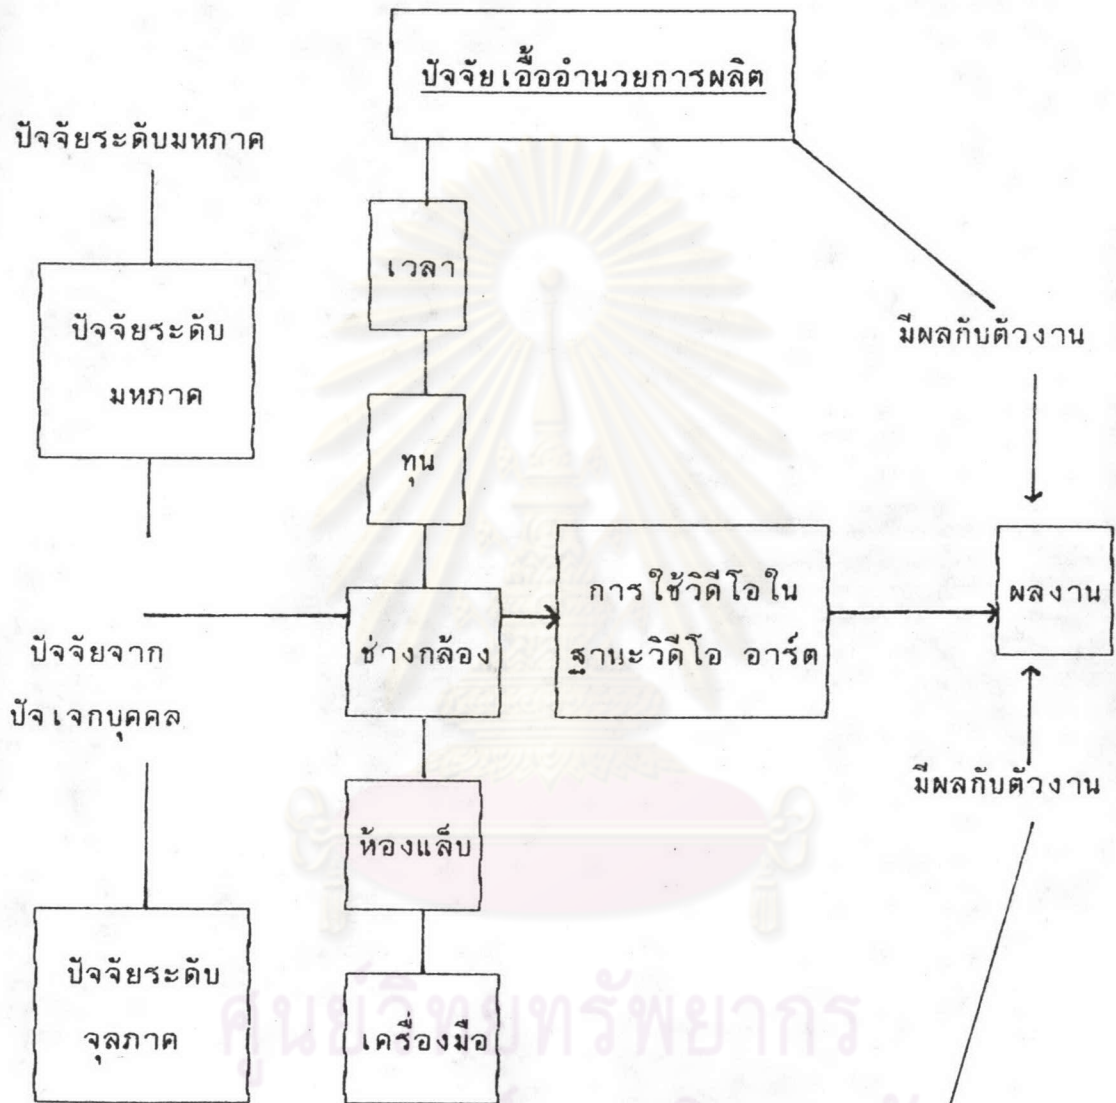 ปัจจัยเอื้ออำนวยการผลิต
ปัจจัยระดับมหภาค
เวลา
ปัจจัยระดับ
มหภาค
มีผลกับตัวงาน
ทุน
การใช้วิดีโอใน
ฐานะวิดีโอ อาร์ต
ผลงาน
ช่างกล้อง
ปัจจัยจาก
ปัจเจกบุคคล
มีผลกับตัวงาน
ห้องแล็บ
ปัจจัยระดับ
จุลภาค
เครื่องมือ
ศูนย์วิทยทรัพยากร